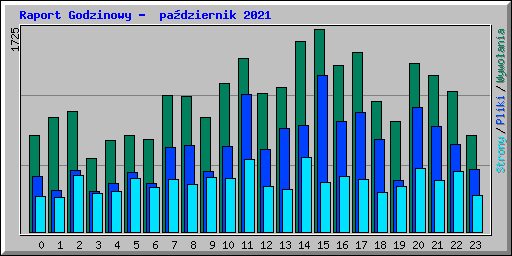 Raport Godzinowy - październik 2021
1725
Strony / Pliki / Wywolania
0 1 2 3 4 5 6 7 8 9 10 11 12 13 14 15 16 17 18 19 20 21 22 23